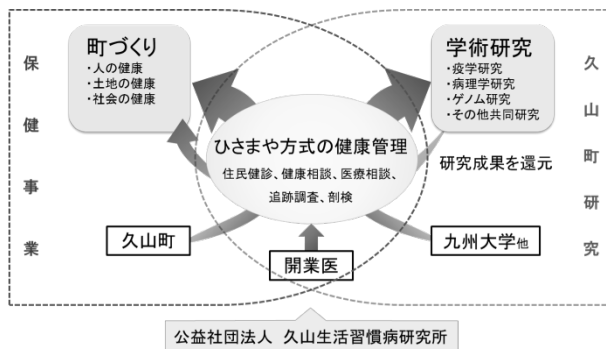 町づくり
・人の健康
・土地の健康
・社会の健康
学術研究
・疫学研究
・病理学研究
・ゲノム研究
・その他共同研究
保健事業
久山町研究
ひさまや方式の健康管理
住民健診、健康相談、医療相談、
追跡調査、剖検
研究成果を還元
久山町
開業医
九州大学他
公益社団法人 久山生活習慣病研究所